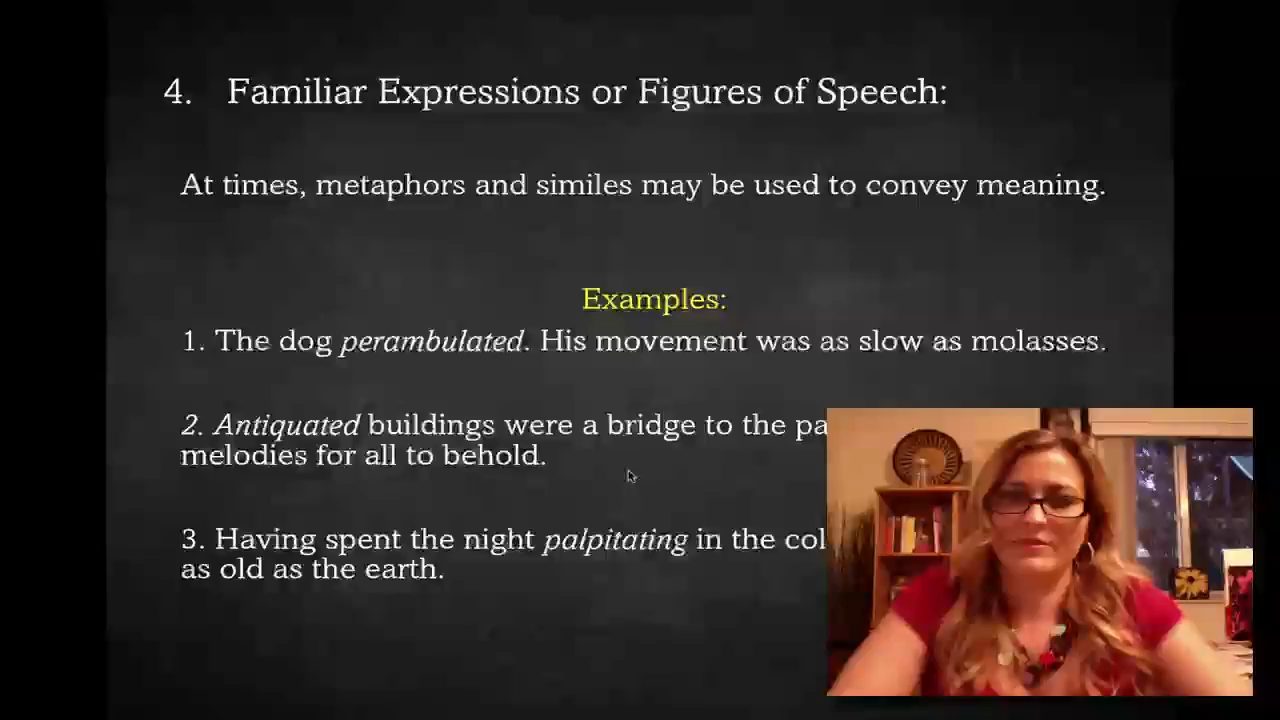 4. Familiar Expressions or Figures of Speech:
At times, metaphors and similes may be used to convey meaning.
Examples:
1. The dog perambulated. His movement was as slow as molasses.
2. Antiquated buildings were a bridge to the pa
melodies for all to behold.
3. Having spent the night palpitating in the col
as old as the earth.